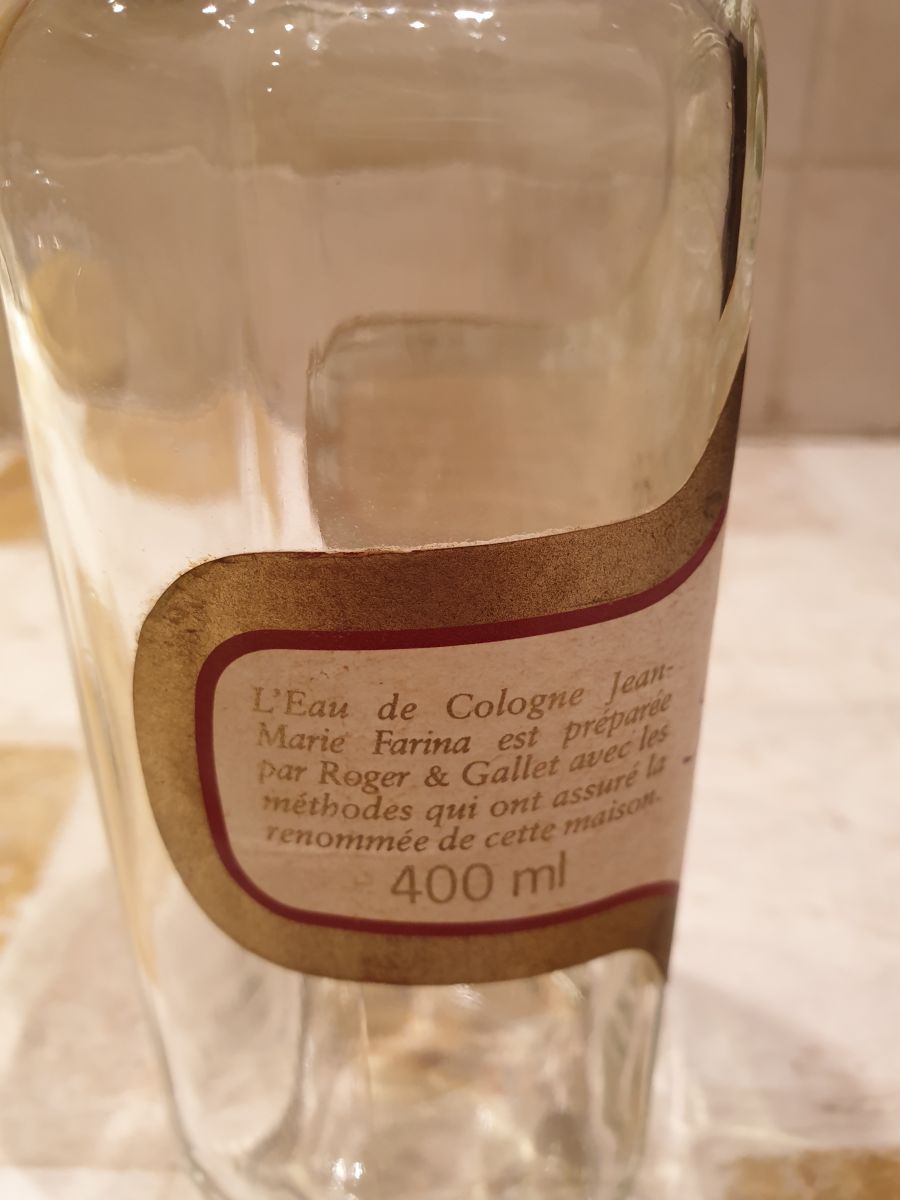 L'Eau de Cologne Jean-
Marie Farina est préparée
par Roger & Gallet avec les
méthodes qui ont assuré la
renommée de cette maison.
400 ml